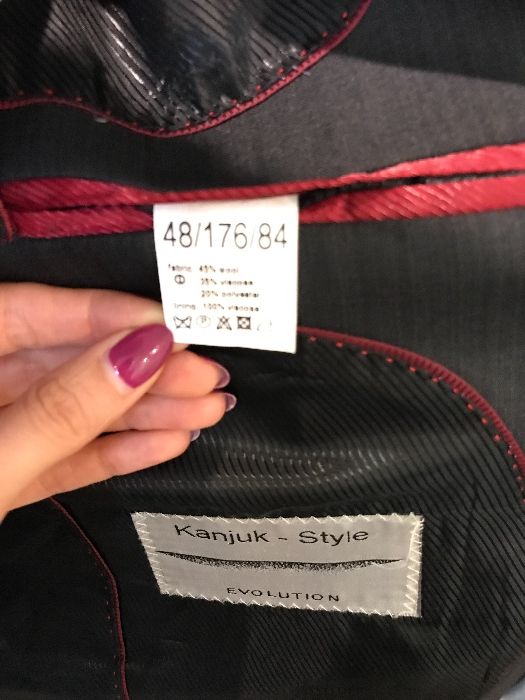 48/176/84
fabric: 45% wool
35% viscose
20% polyester
lining: 100% viscose
Kanjuk - Style
EVOLUTION